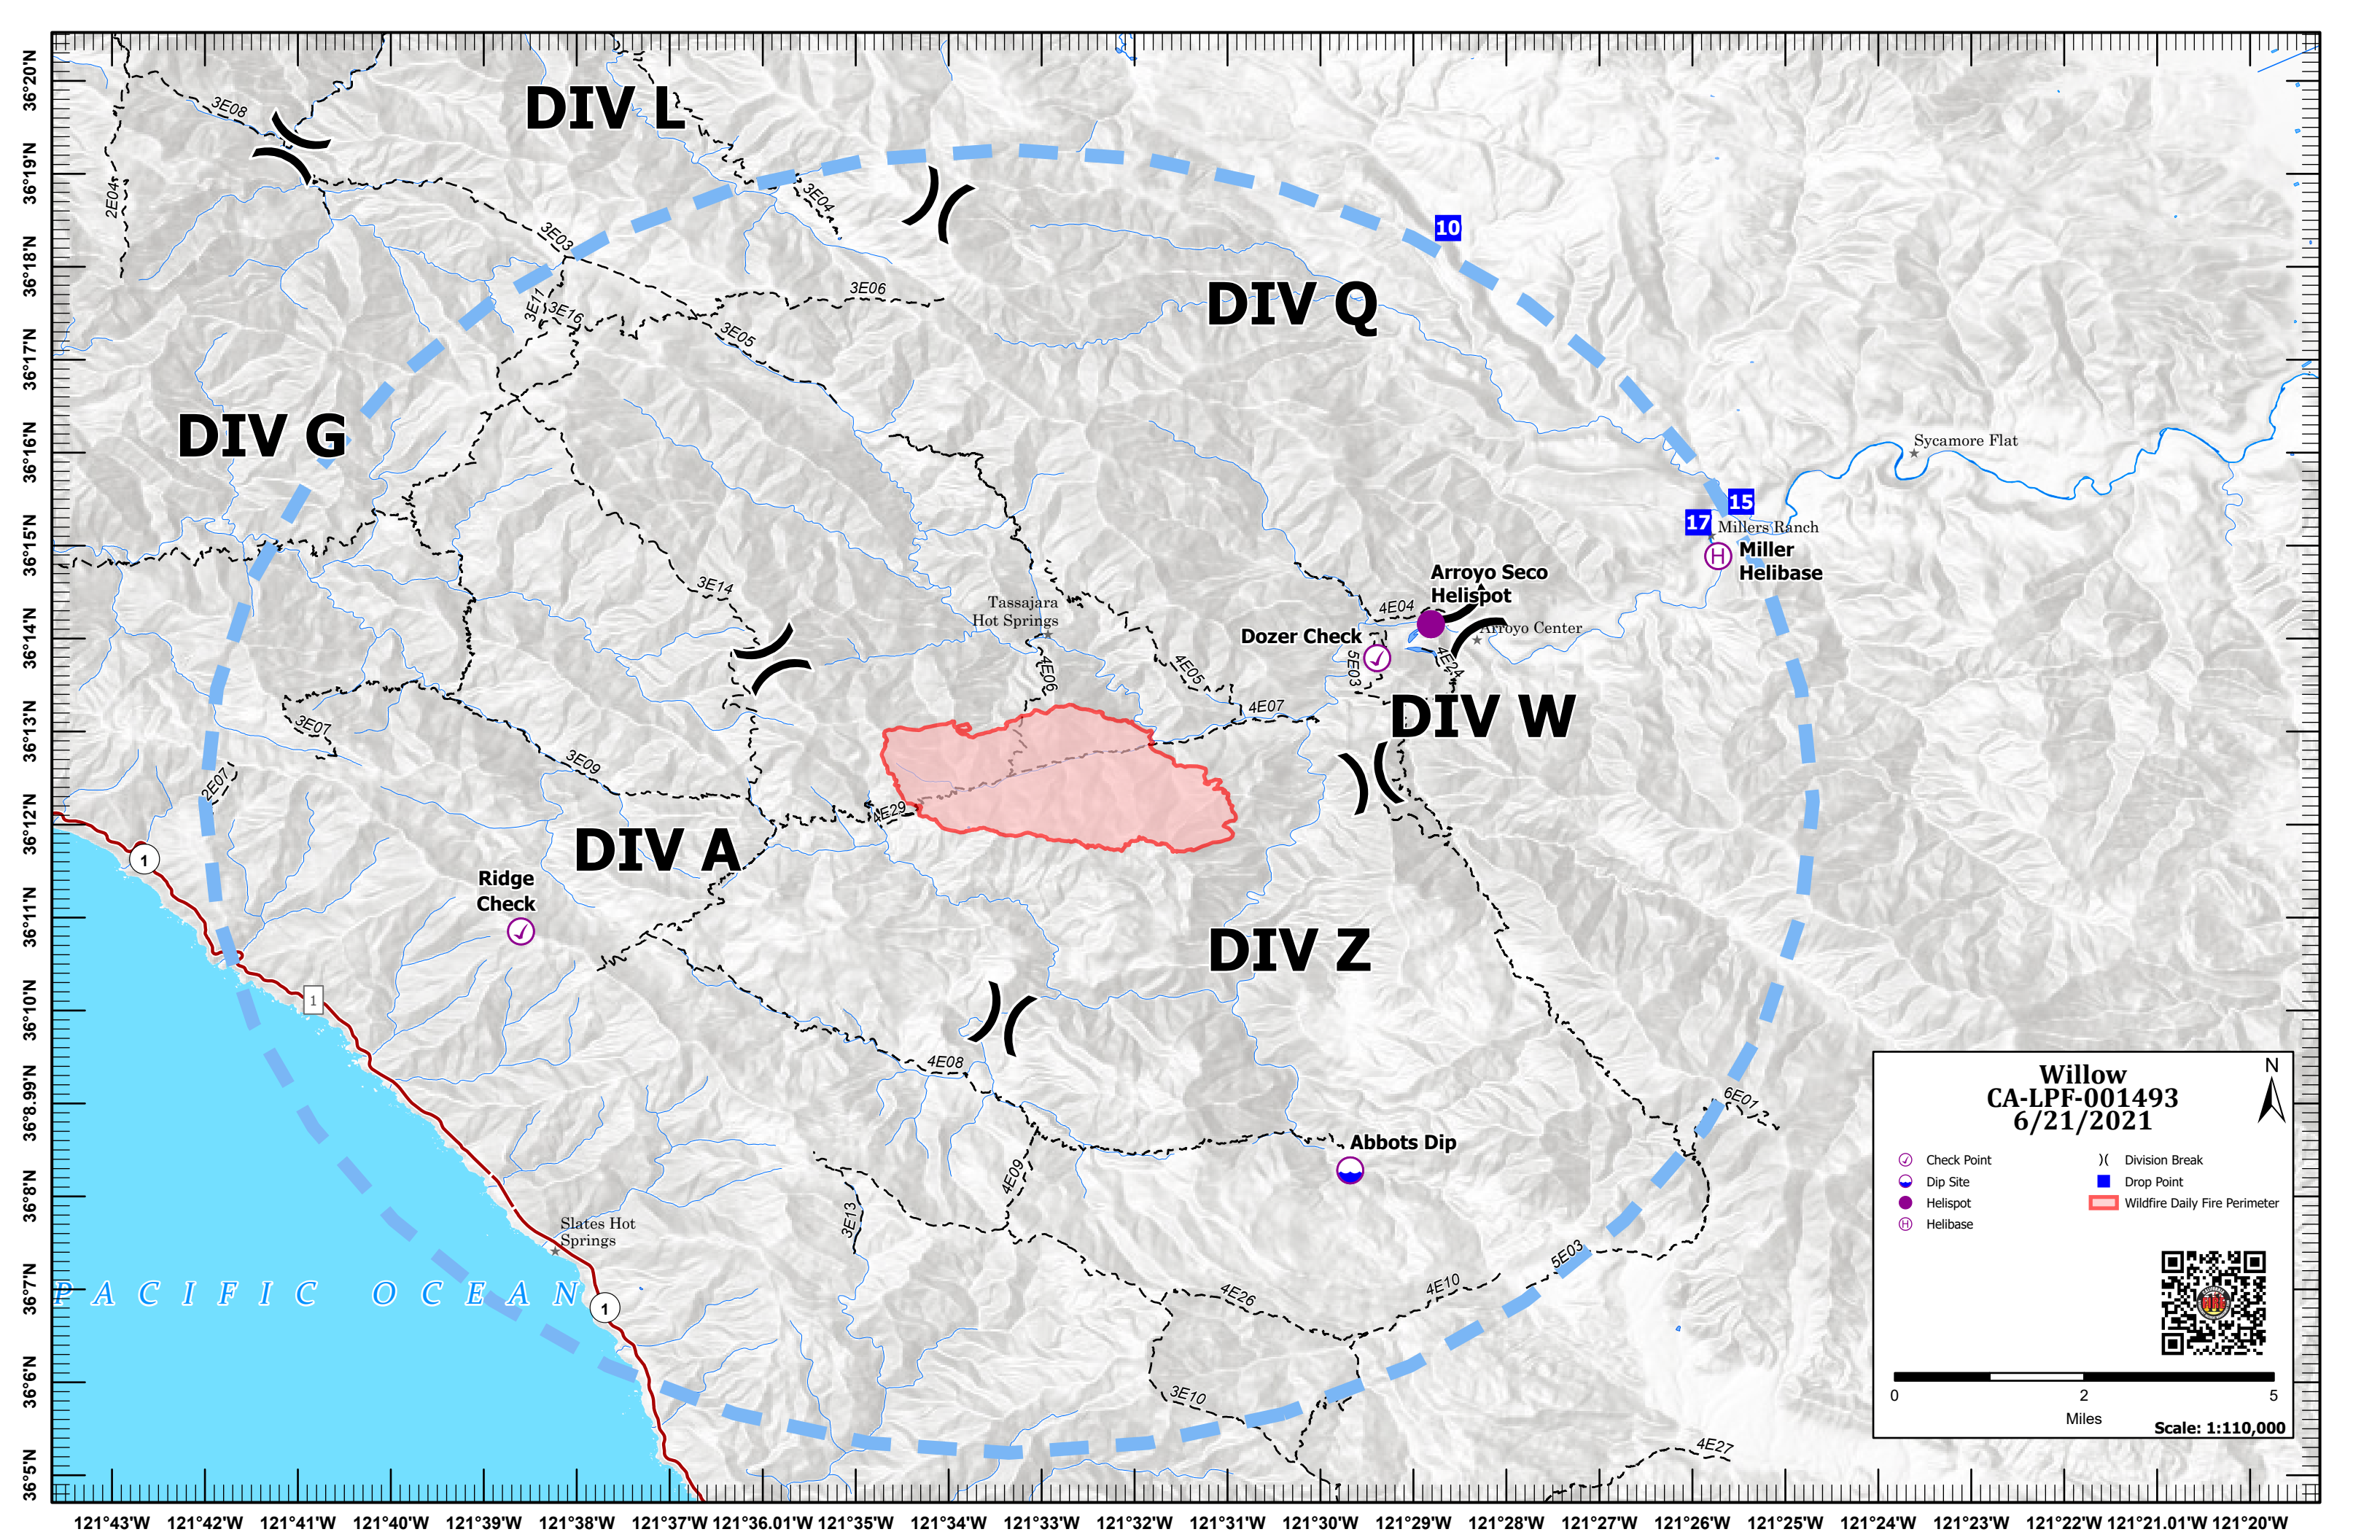 DIV L
3E08
2E04
3E04
3E03
10
DIV Q
3E06
3E11
3E16
3E05
DIV G
Sycamore Flat
15
17
Millers Ranch
Miller
Helibase
Arroyo Seco
Helispot
3E14
Tassajara
Hot Springs
4E04
Arroyo Center
Dozer Check
5E03
4E24
4E06
4E05
4E07
DIV W
3E07
3E09
2E07
4E29
DIV A
1
Ridge
Check
DIV Z
1
4E08
6E01
Abbots Dip
4E09
3E13
Slates Hot
Springs
5E03
PACIFIC OCEAN
1
4E26
4E10
3E10
4E27
Willow
CA-LPF-001493
6/21/2021
N
Check Point
Dip Site
Helispot
Helibase
)( Division Break
Drop Point
Wildfire Daily Fire Perimeter
0 2 5
Miles
Scale: 1:110,000
36°20'N
36°19'N
36°18'N
36°17'N
36°16'N
36°15'N
36°14'N
36°13'N
36°12'N
36°11'N
36°10'N
36°8.99'N
36°8'N
36°7'N
36°6'N
36°5'N
121°43'W 121°42'W 121°41'W 121°40'W 121°39'W 121°38'W 121°37'W 121°36.01'W 121°35'W 121°34'W 121°33'W 121°32'W 121°31'W 121°30'W 121°29'W 121°28'W 121°27'W 121°26'W 121°25'W 121°24'W 121°23'W 121°22'W 121°21.01'W 121°20'W